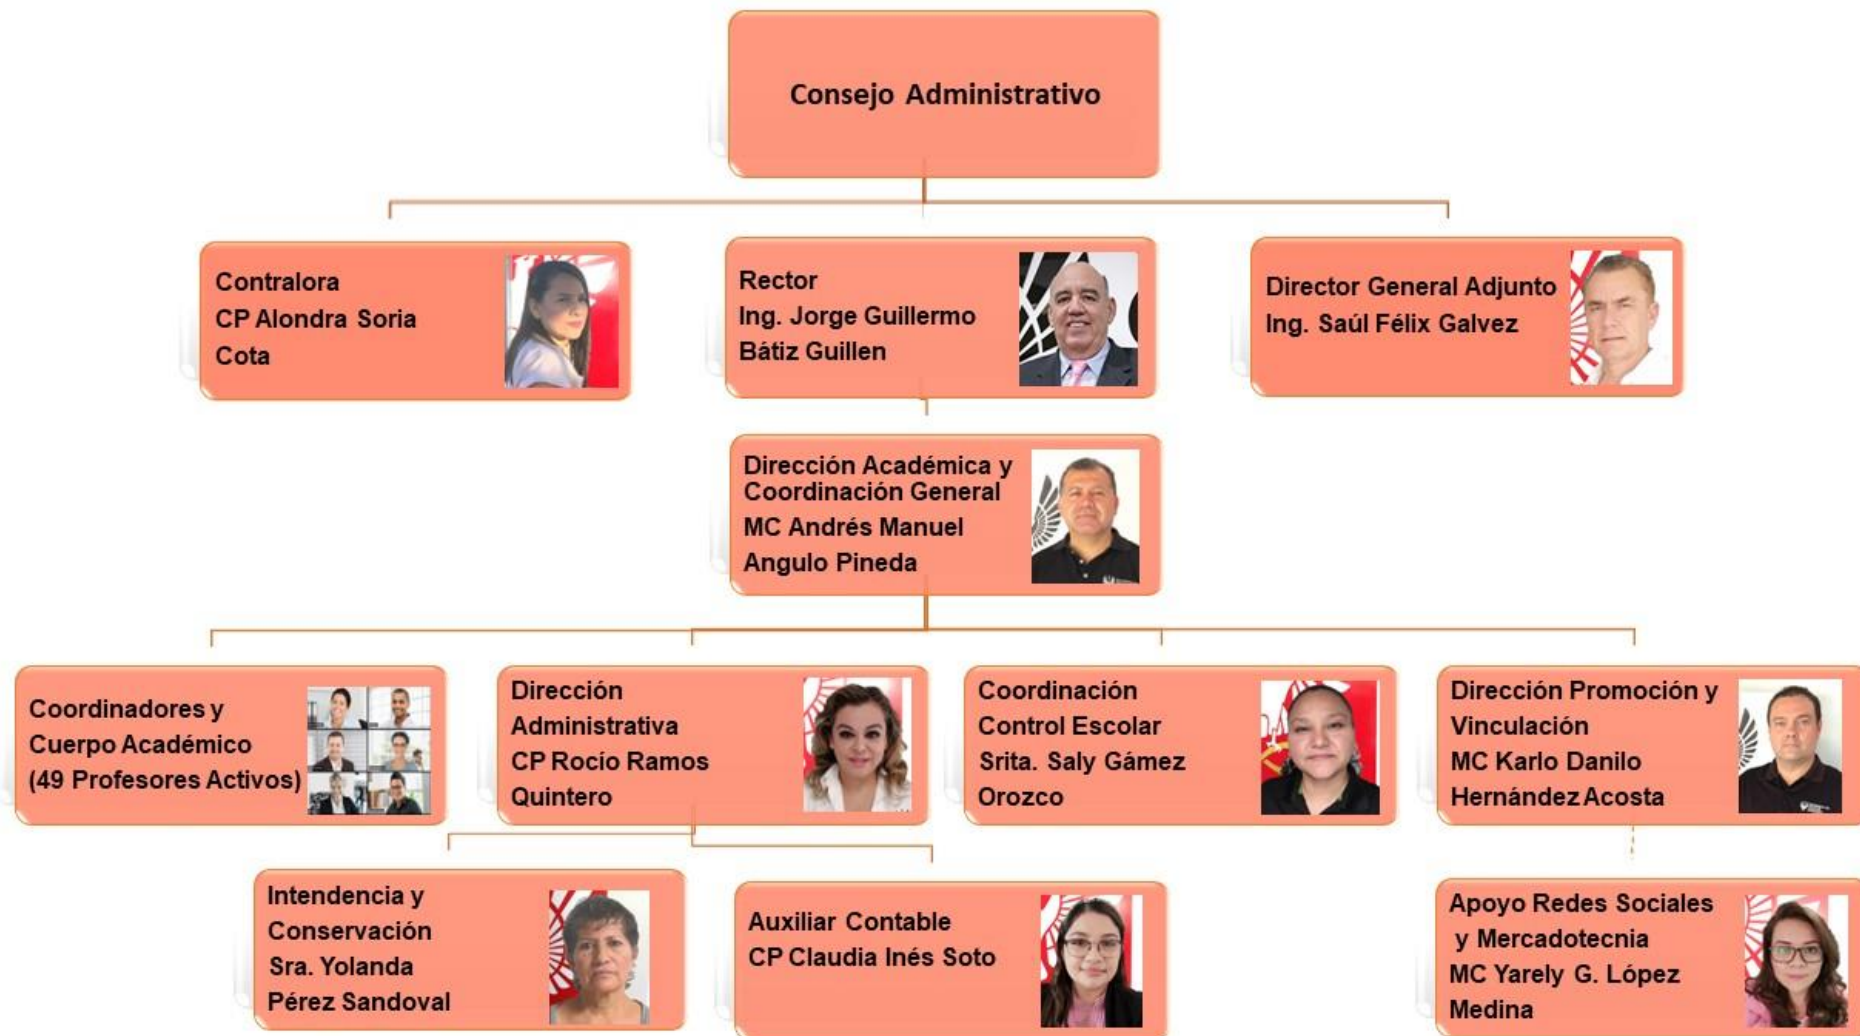 Consejo Administrativo
Contralora
CP Alondra Soria
Cota
Rector
Ing. Jorge Guillermo
Bátiz Guillen
Director General Adjunto
Ing. Saúl Félix Galvez
Dirección Académica y
Coordinación General
MC Andrés Manuel
Angulo Pineda
Coordinadores y
Cuerpo Académico
(49 Profesores Activos)
Dirección
Administrativa
CP Rocío Ramos
Quintero
Coordinación
Control Escolar
Srita. Saly Gámez
Orozco
Dirección Promoción y
Vinculación
MC Karlo Danilo
Hernández Acosta
Intendencia y
Conservación
Sra. Yolanda
Pérez Sandoval
Auxiliar Contable
CP Claudia Inés Soto
Apoyo Redes Sociales
y Mercadotecnia
MC Yarely G. López
Medina